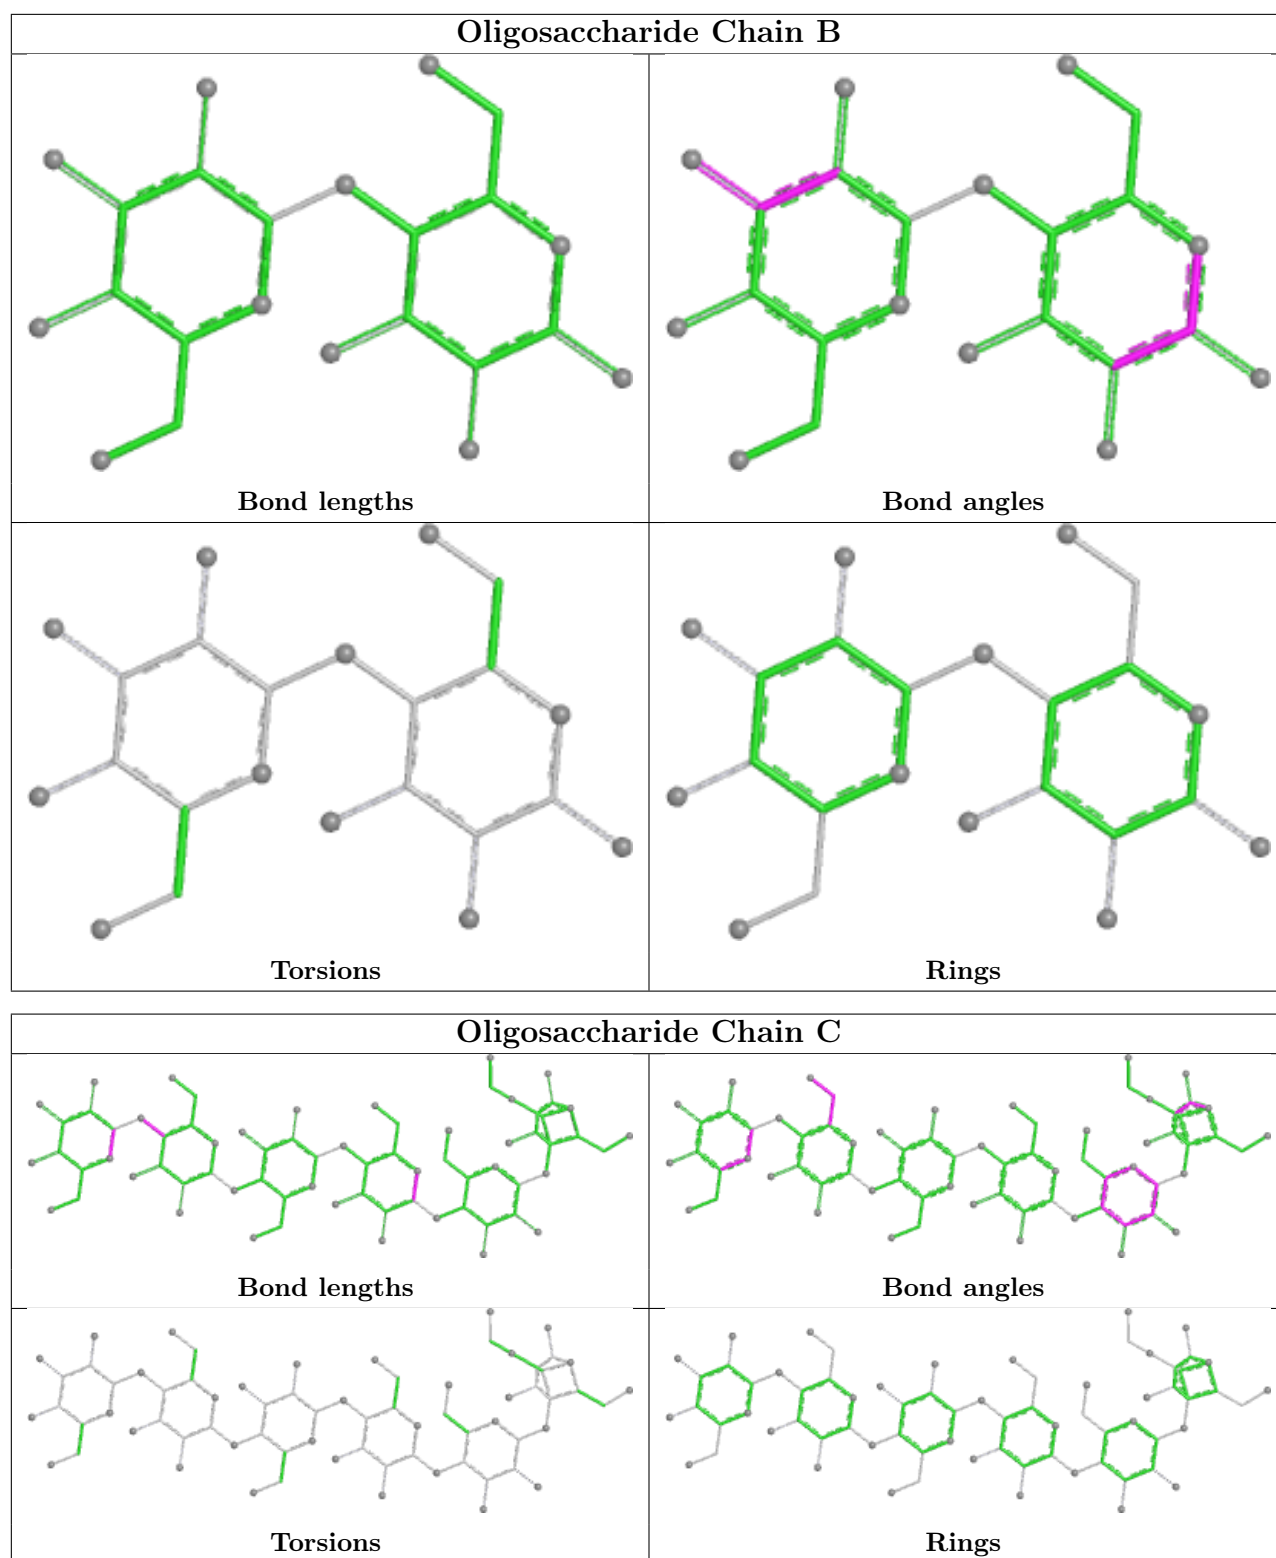 Oligosaccharide Chain B
Bond lengths
Bond angles
Torsions
Rings
Oligosaccharide Chain C
Bond lengths
Bond angles
Torsions
Rings